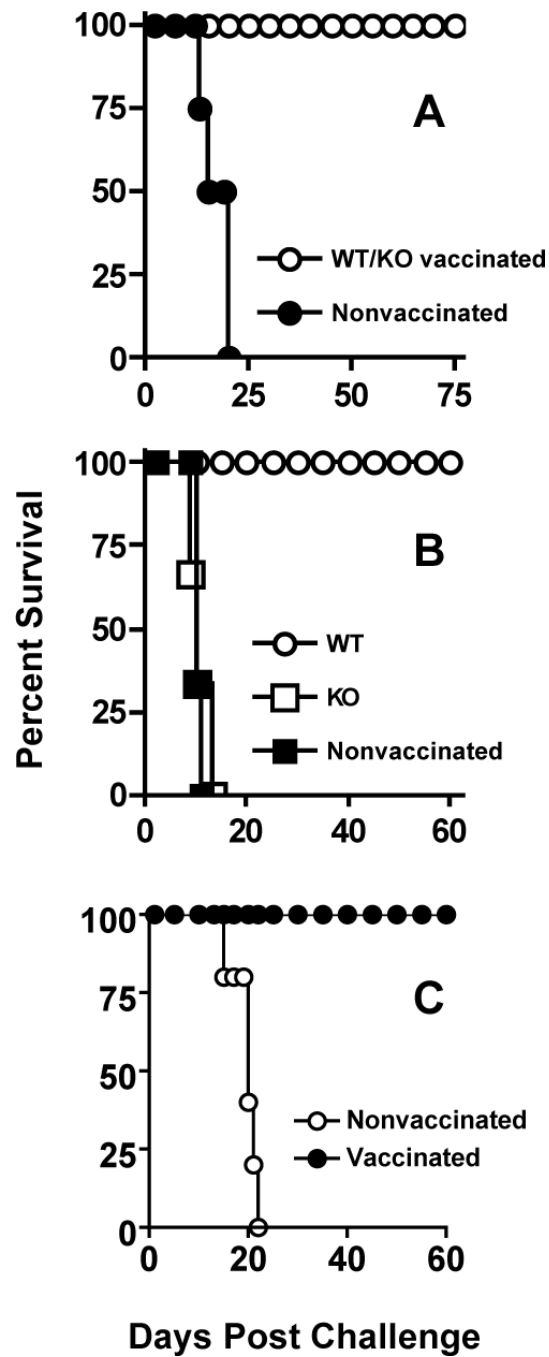 100
75
50
25
0
A
WT/KO vaccinated
Nonvaccinated
0 25 50 75
Percent Survival
100
75
50
25
0
B
WT
KO
Nonvaccinated
0 20 40 60
100
75
50
25
0
C
Nonvaccinated
Vaccinated
0 20 40 60
Days Post Challenge